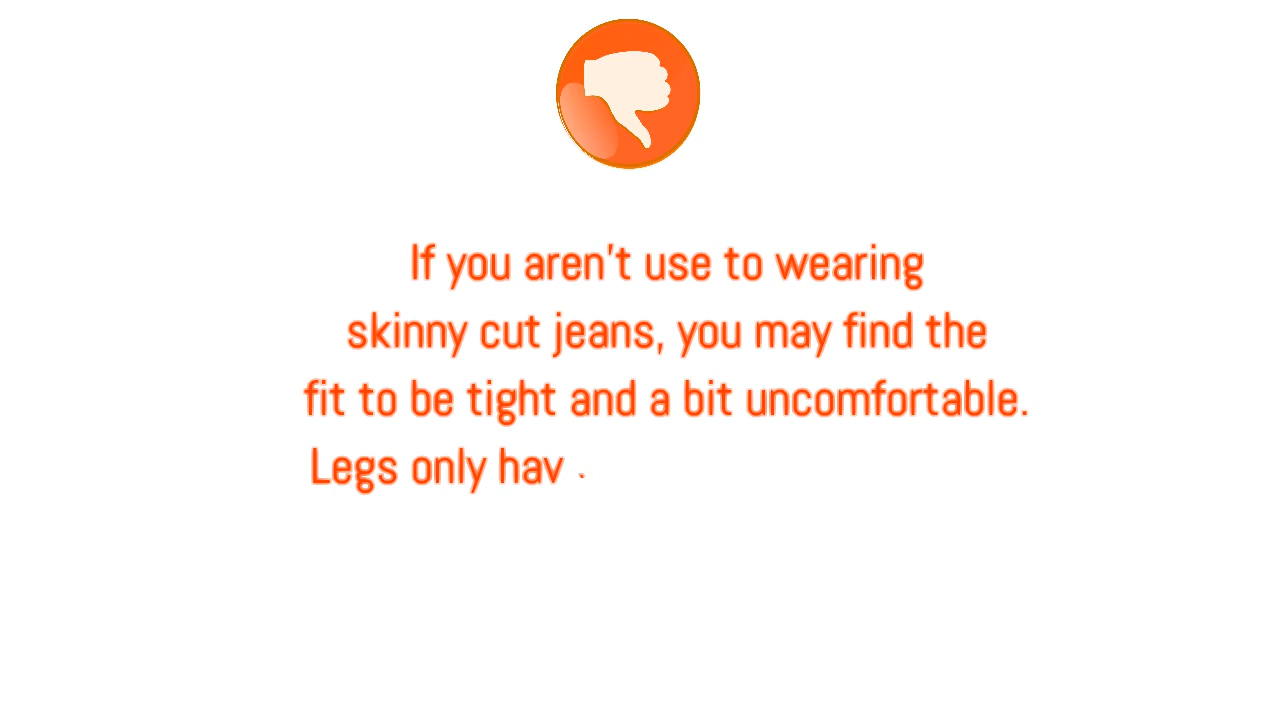 If you aren't use to wearing
skinny cut jeans, you may find the
fit to be tight and a bit uncomfortable.
Legs only hav